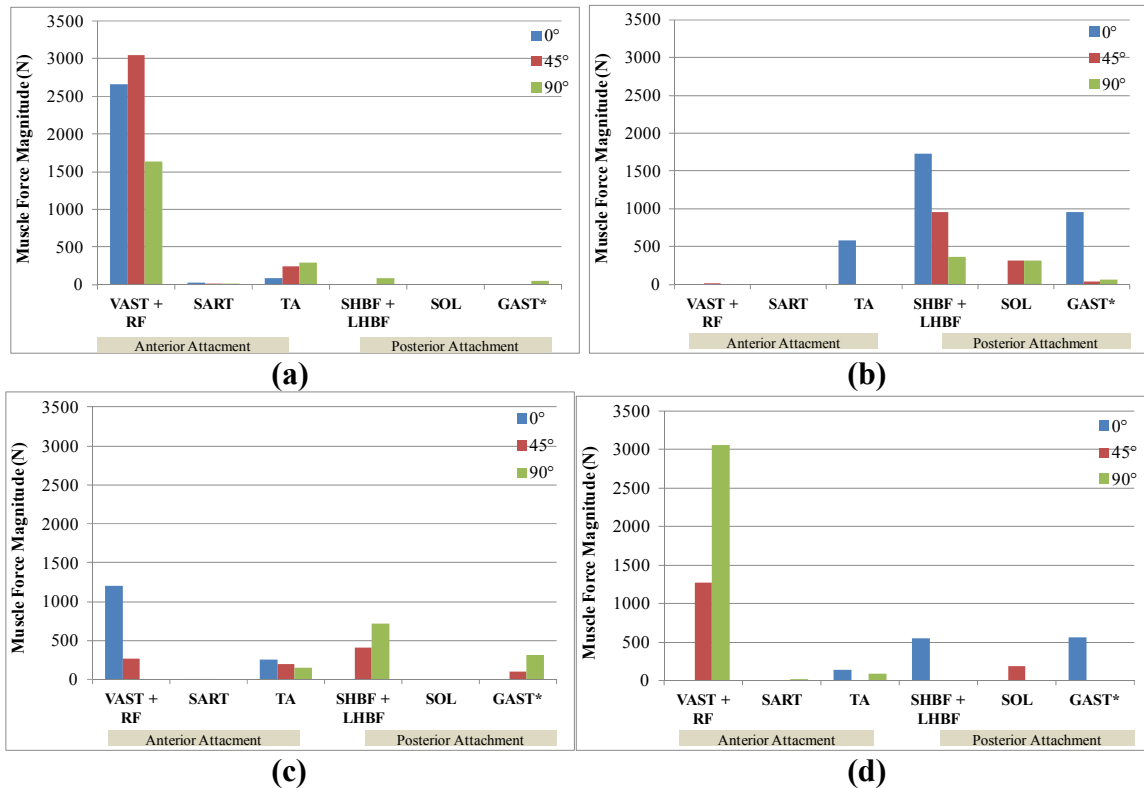 Muscle Force Magnitude (N)
3500
3000
2500
2000
1500
1000
500
0
0°
45°
90°
VAST +
RF
SART
TA
SHBF +
LHBF
SOL
GAST*
Anterior Attacment
Posterior Attachment
(a)
Muscle Force Magnitude (N)
3500
3000
2500
2000
1500
1000
500
0
0°
45°
90°
VAST +
RF
SART
TA
SHBF +
LHBF
SOL
GAST*
Anterior Attacment
Posterior Attachment
(b)
Muscle Force Magnitude (N)
3500
3000
2500
2000
1500
1000
500
0
0°
45°
90°
VAST +
RF
SART
TA
SHBF +
LHBF
SOL
GAST*
Anterior Attacment
Posterior Attachment
(c)
Muscle Force Magnitude (N)
3500
3000
2500
2000
1500
1000
500
0
0°
45°
90°
VAST +
RF
SART
TA
SHBF +
LHBF
SOL
GAST*
Anterior Attacment
Posterior Attachment
(d)